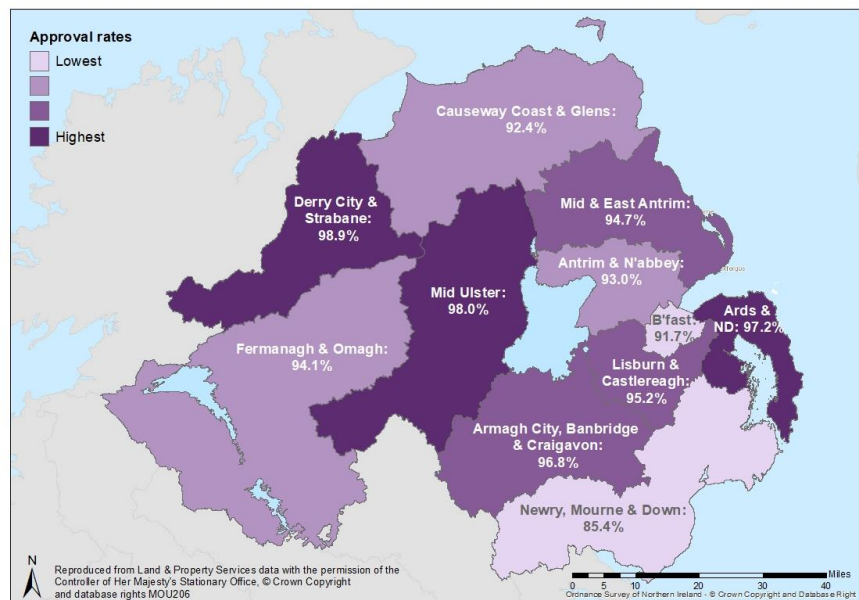 Approval rates
Lowest
Highest
Causeway Coast & Glens:
92.4%
Derry City &
Strabane:
98.9%
Mid & East Antrim:
94.7%
Antrim & N'abbey:
93.0%
Mid Ulster:
98.0%
B'fast:
91.7%
Ards &
ND: 97.2%
Fermanagh & Omagh:
94.1%
Lisburn &
Castlereagh:
95.2%
Armagh City, Banbridge
& Craigavon:
96.8%
Newry, Mourne & Down:
85.4%
N
Reproduced from Land & Property Services data with the permission of the
Controller of Her Majesty's Stationary Office, © Crown Copyright
and database rights MOU206
Miles
0 5 10 20 30 40
Ordnance Survey of Northern Ireland - © Crown Copyright and Database Right